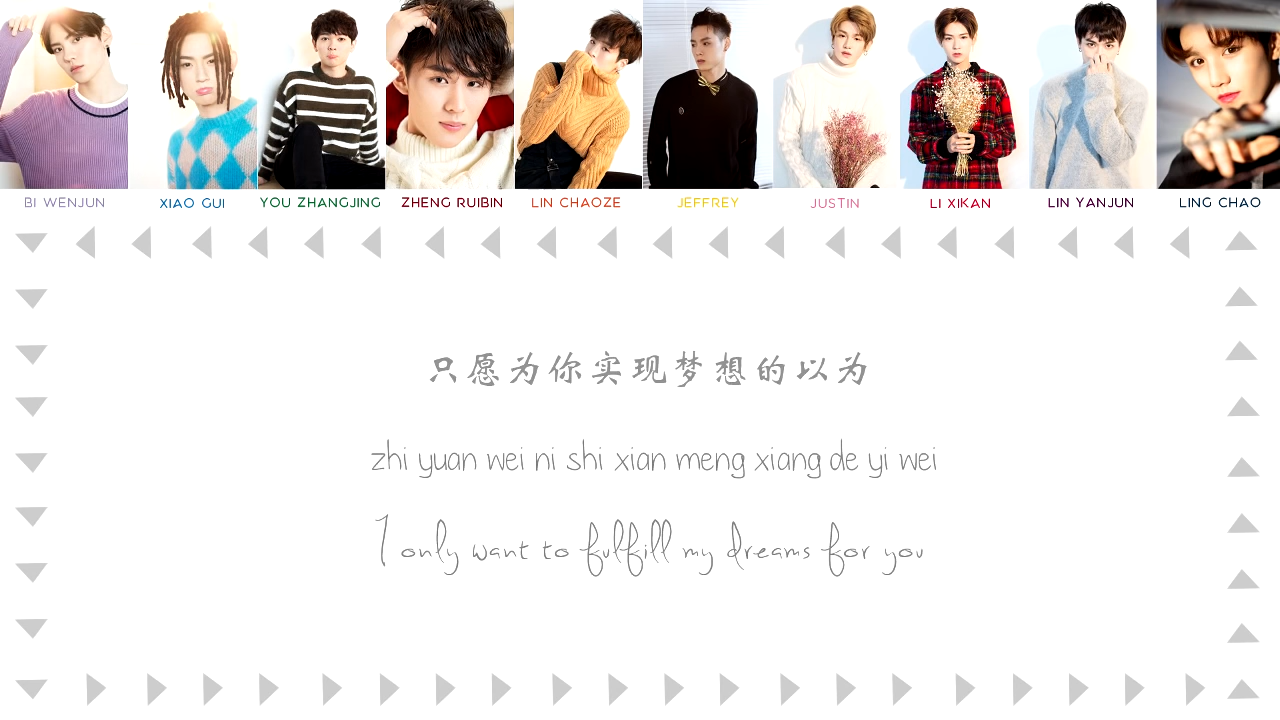 BI WENJUN XIAO GUI YOU ZHANGJING ZHENG RUIBIN LIN CHAOZE JEFFREY JUSTIN LI XIKAN LIN YANJUN LING CHAO
只愿为你实现梦想的以为
zhi yuan wei ni shi xian meng xiang de yi wei
I only want to fulfill my dreams for you